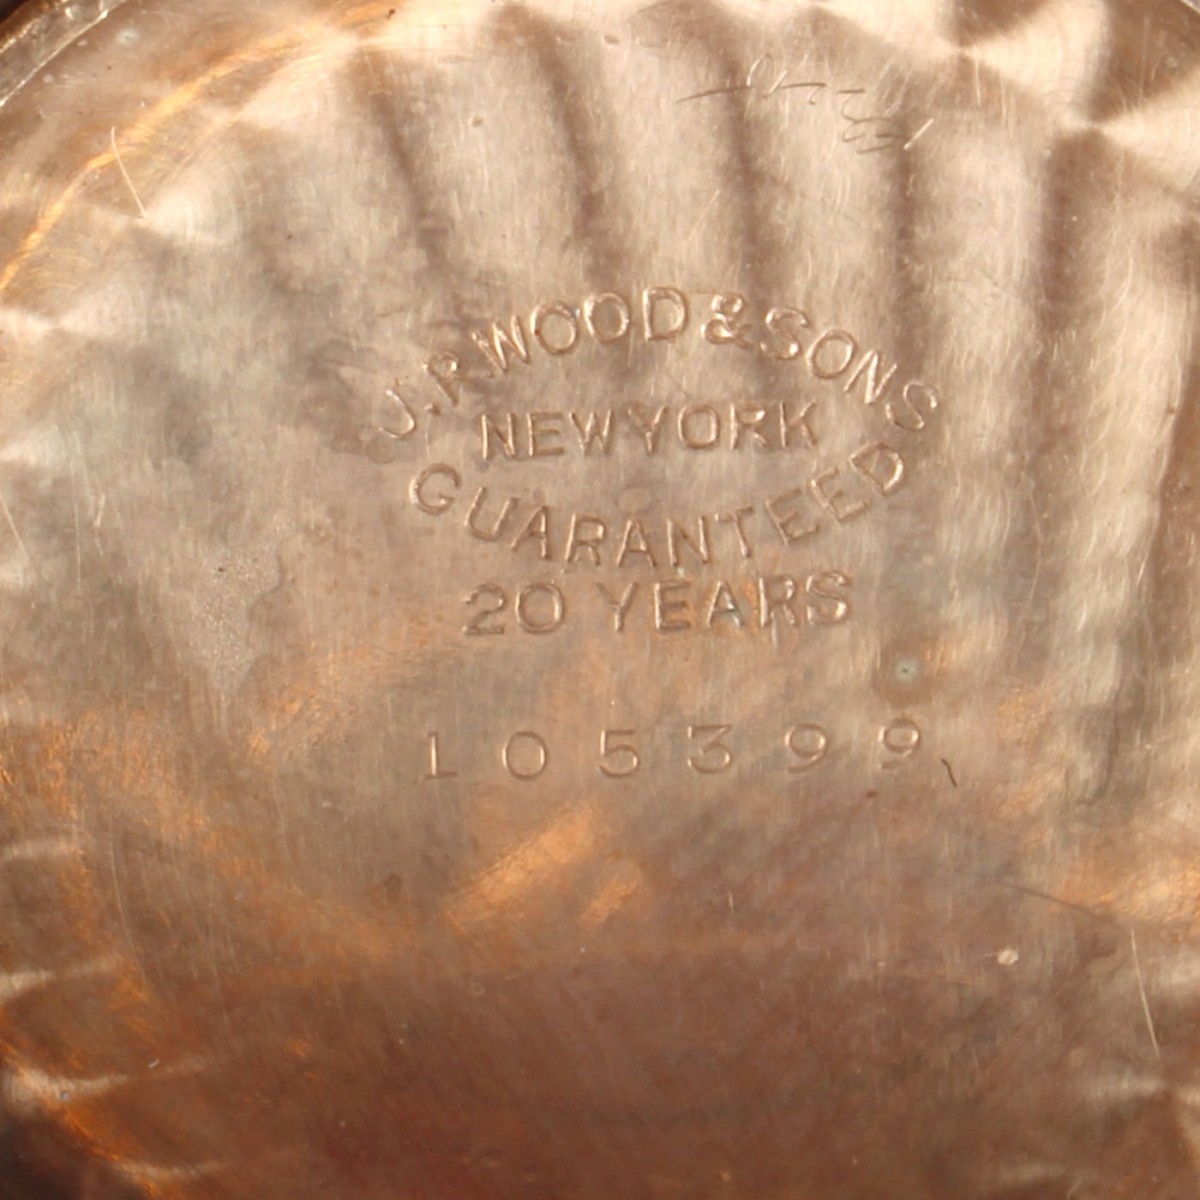 J.R.WOOD & SONS
NEW YORK
GUARANTEED
20 YEARS
105399